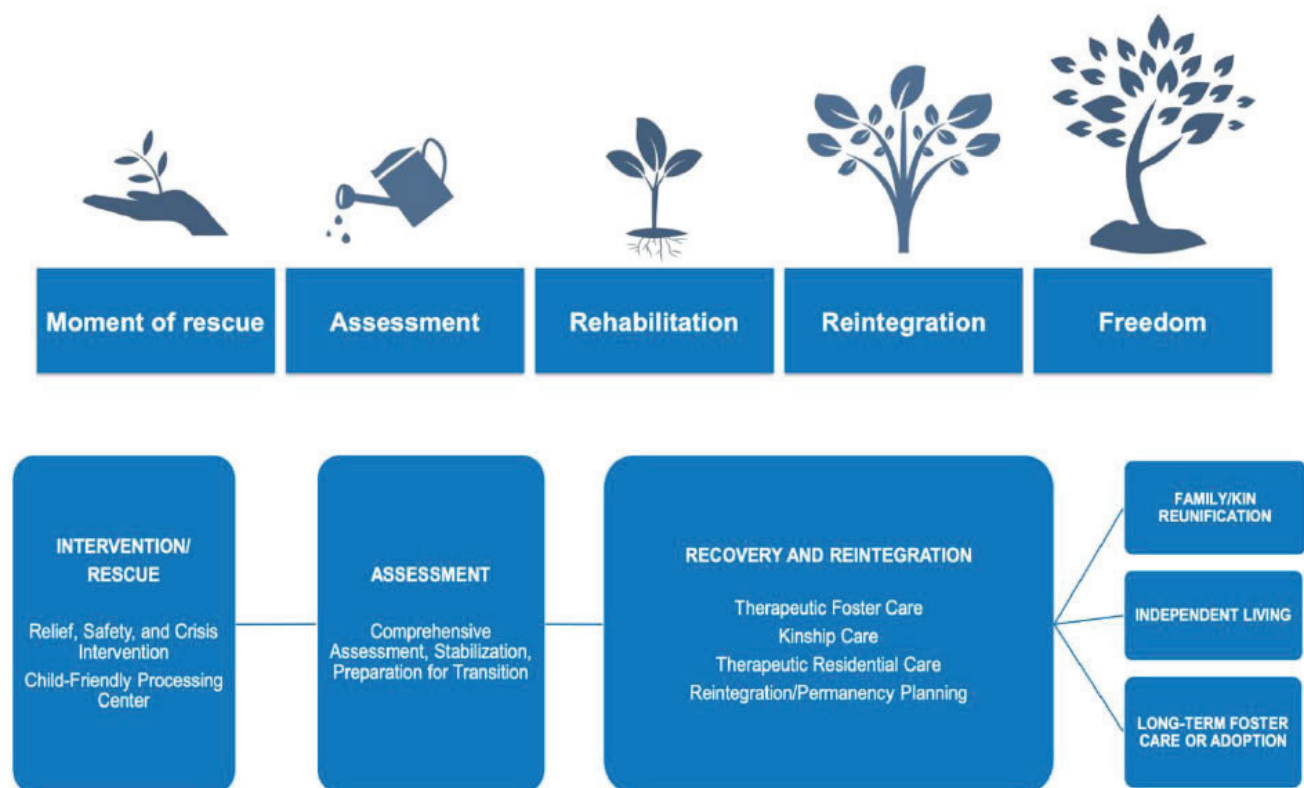 Moment of rescue
Assessment
Rehabilitation
Reintegration
Freedom
INTERVENTION/
RESCUE
Relief, Safety, and Crisis
Intervention
Child-Friendly Processing
Center
ASSESSMENT
Comprehensive
Assessment, Stabilization,
Preparation for Transition
RECOVERY AND REINTEGRATION
Therapeutic Foster Care
Kinship Care
Therapeutic Residential Care
Reintegration/Permanency Planning
FAMILY/KIN
REUNIFICATION
INDEPENDENT LIVING
LONG-TERM FOSTER
CARE OR ADOPTION